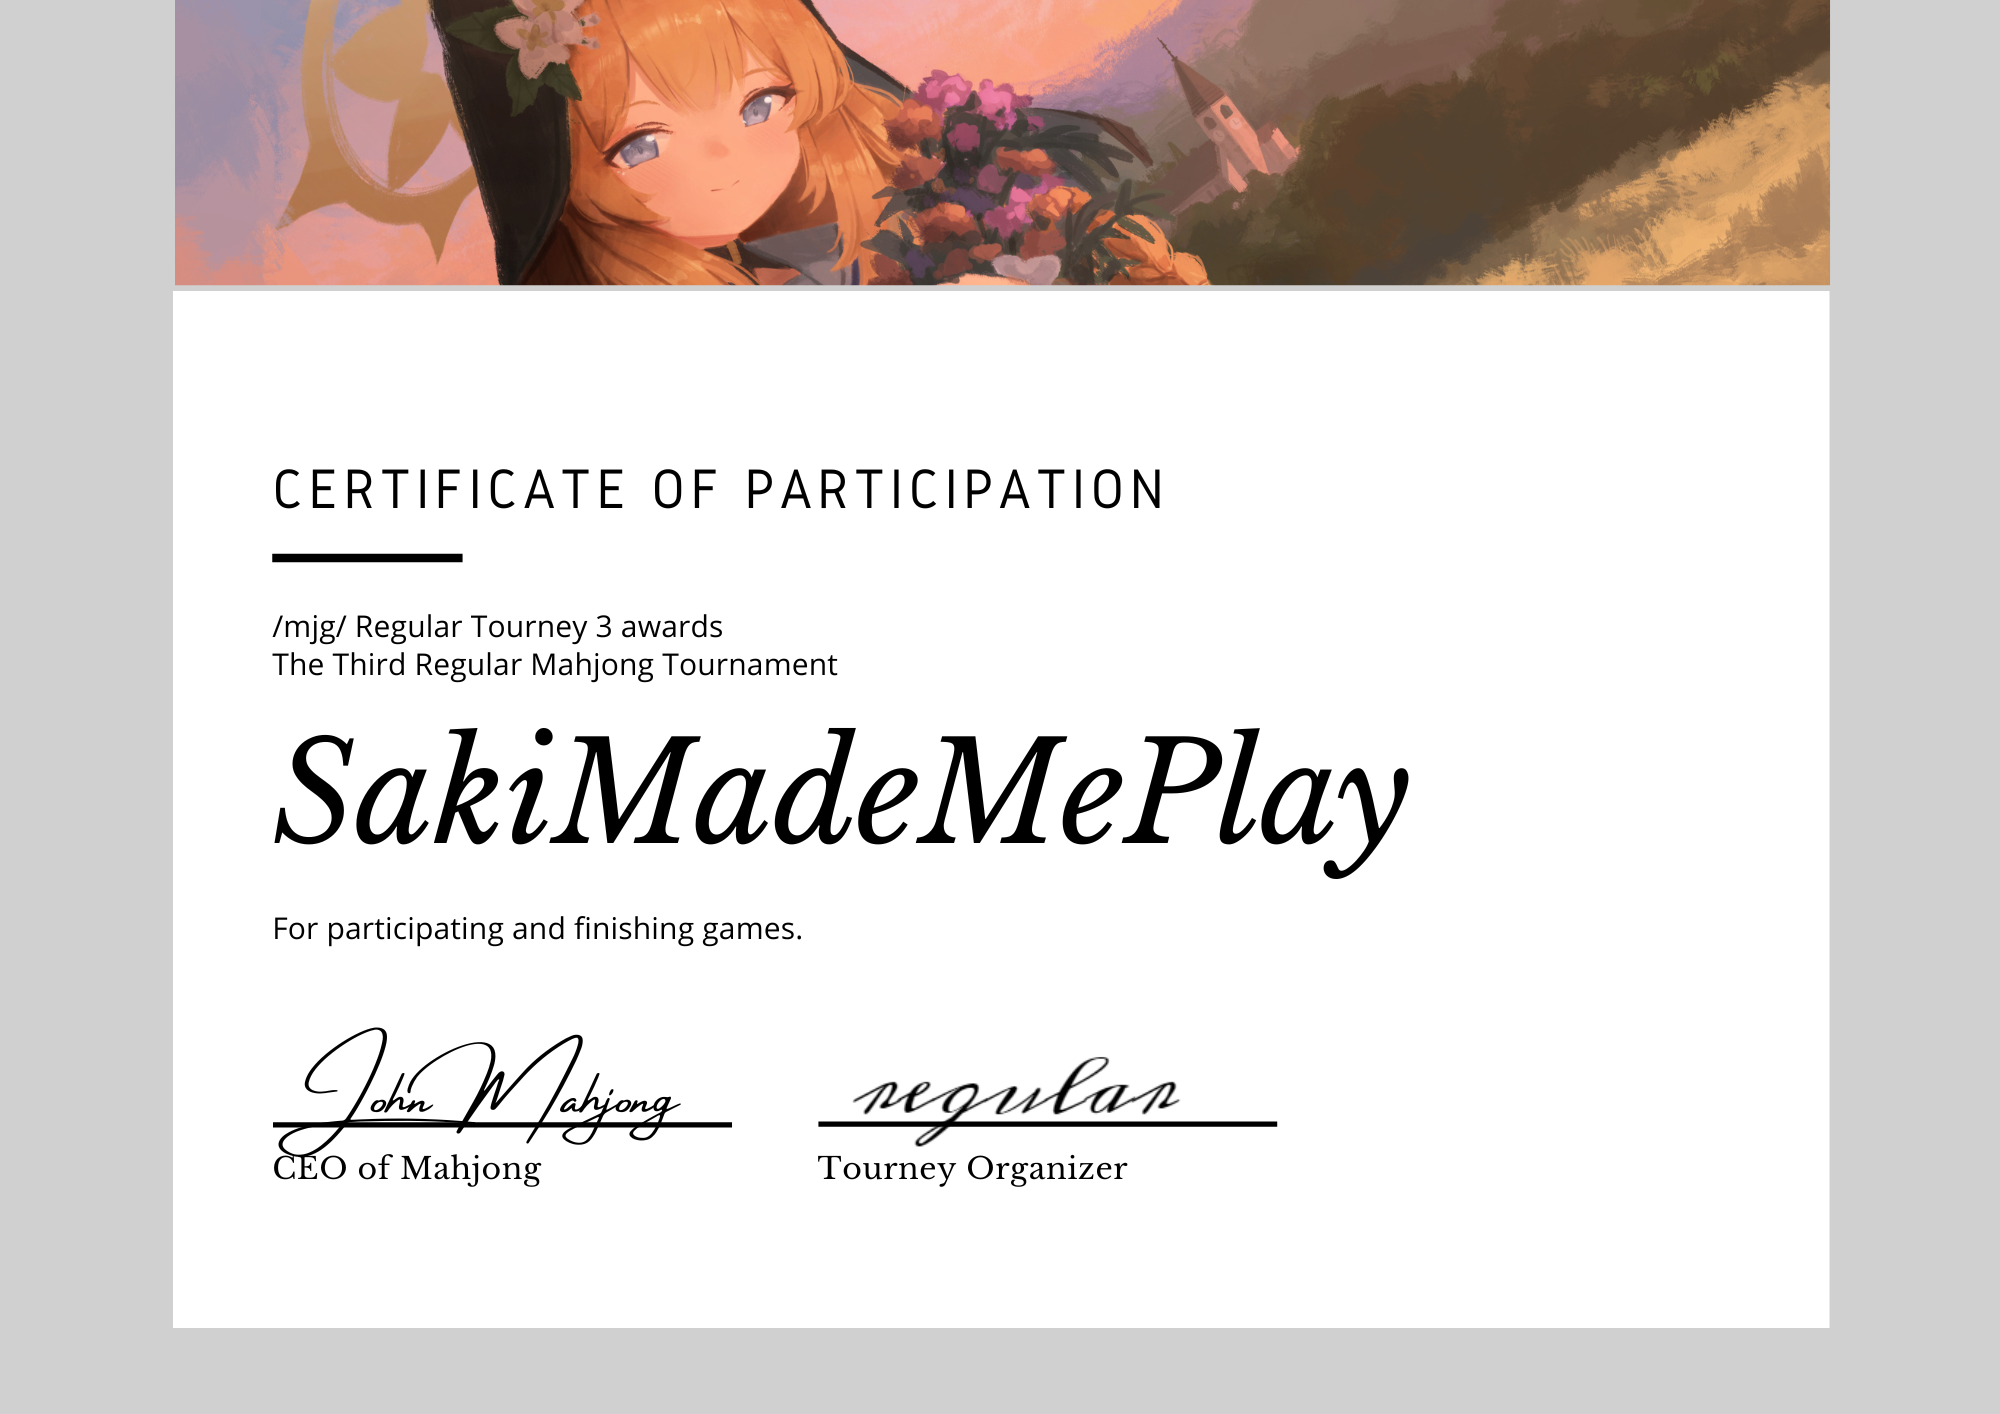 CERTIFICATE OF PARTICIPATION
/mjg/ Regular Tourney 3 awards
The Third Regular Mahjong Tournament
SakiMadeMePlay
For participating and finishing games.
John Mahjong
CEO of Mahjong
regular
Tourney Organizer